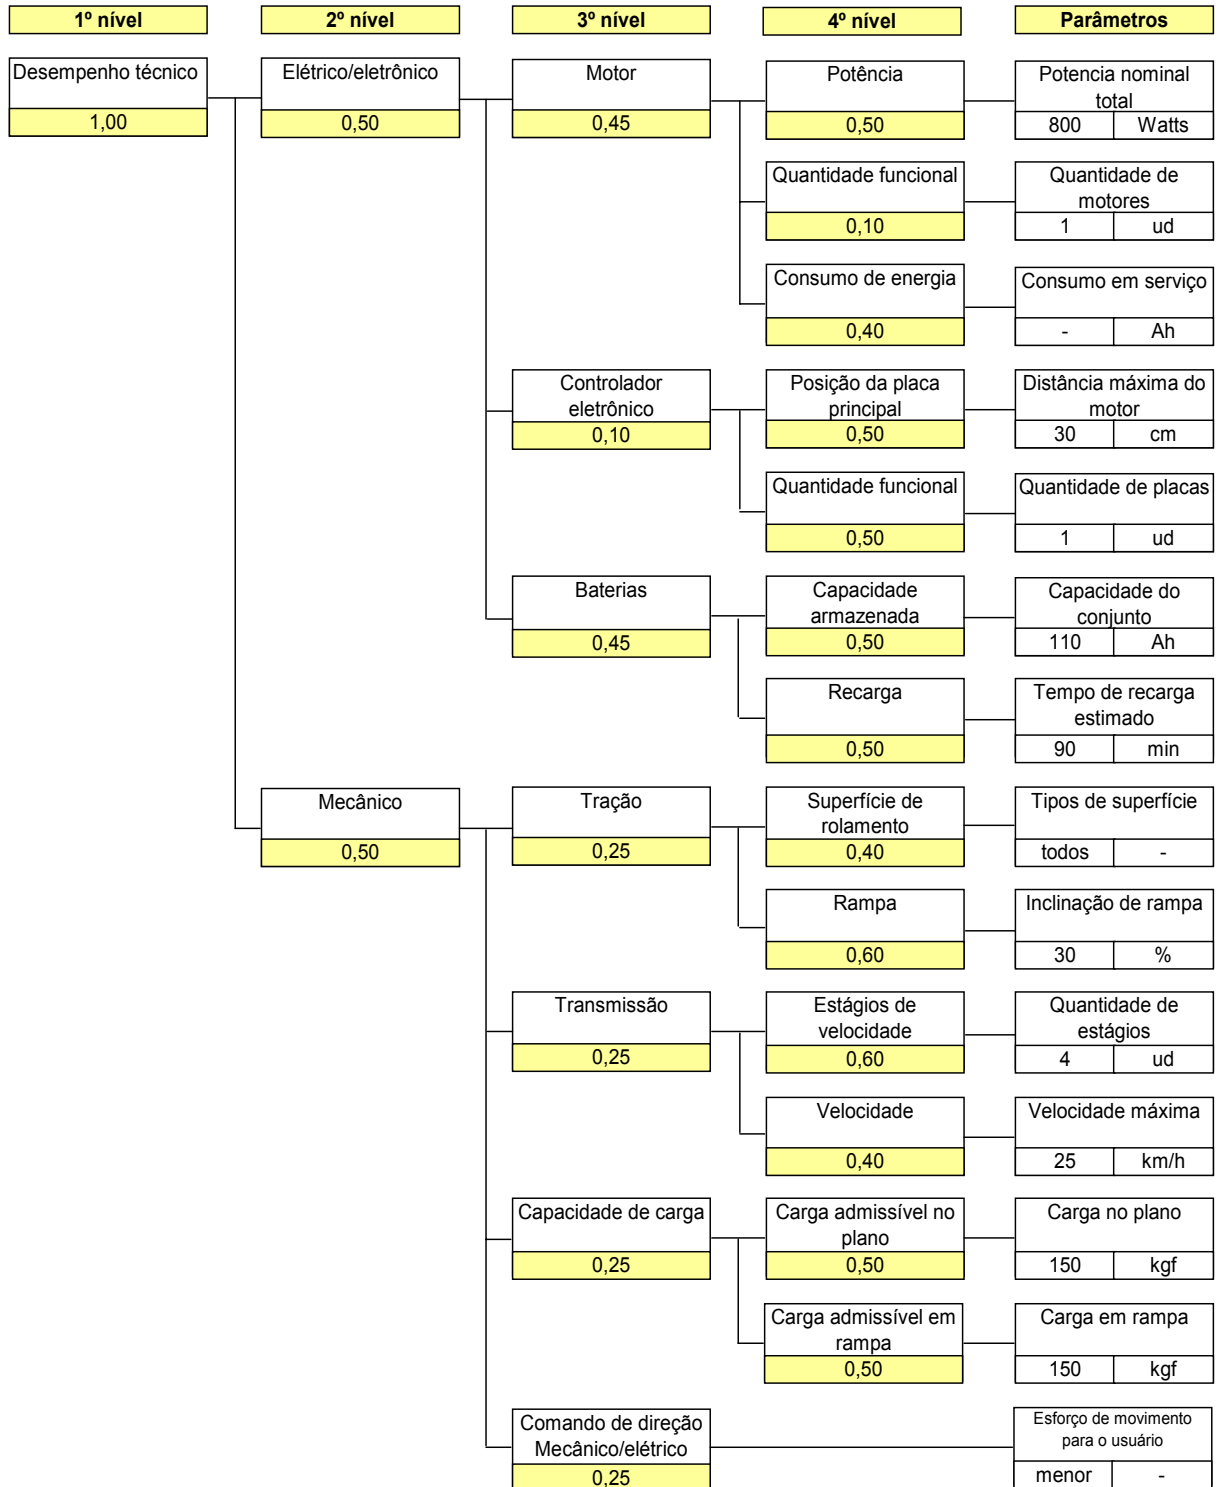 1º nível
2º nível
3º nível
4º nível
Parâmetros
Desempenho técnico
1,00
Elétrico/eletrônico
0,50
Motor
0,45
Potência
0,50
Potencia nominal
total
800 Watts
Quantidade funcional
0,10
Quantidade de
motores
1 ud
Consumo de energia
0,40
Consumo em serviço
- Ah
Controlador
eletrônico
0,10
Posição da placa
principal
0,50
Distância máxima do
motor
30 cm
Quantidade funcional
0,50
Quantidade de placas
1 ud
Baterias
0,45
Capacidade
armazenada
0,50
Capacidade do
conjunto
110 Ah
Recarga
0,50
Tempo de recarga
estimado
90 min
Mecânico
0,50
Tração
0,25
Superfície de
rolamento
0,40
Tipos de superfície
todos -
Rampa
0,60
Inclinação de rampa
30 %
Transmissão
0,25
Estágios de
velocidade
0,60
Quantidade de
estágios
4 ud
Velocidade
0,40
Velocidade máxima
25 km/h
Capacidade de carga
0,25
Carga admissível no
plano
0,50
Carga no plano
150 kgf
Carga admissível em
rampa
0,50
Carga em rampa
150 kgf
Comando de direção
Mecânico/elétrico
0,25
Esforço de movimento
para o usuário
menor -